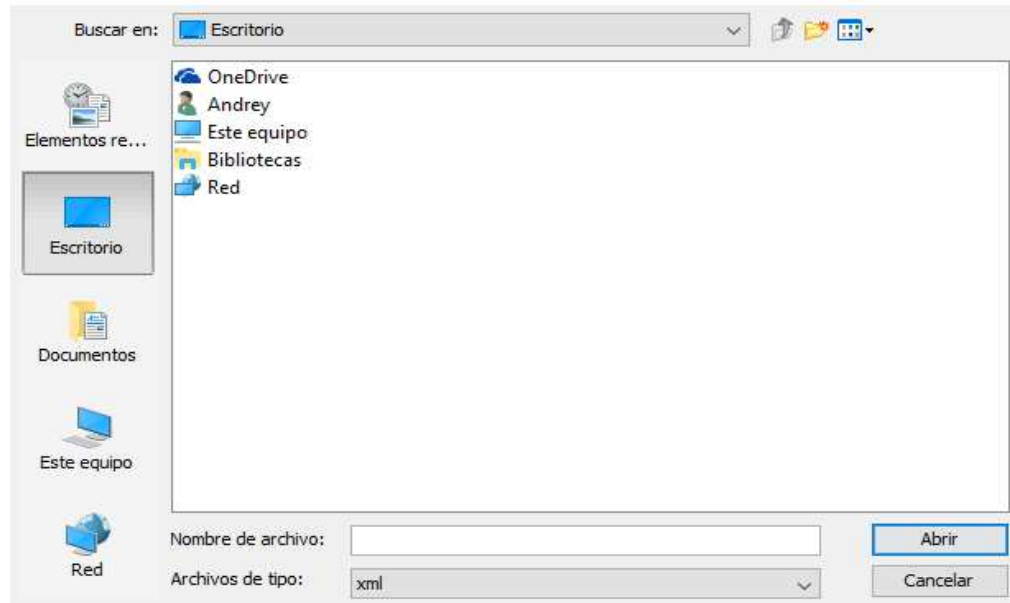 Buscar en:
Escritorio
Elementos re...
Escritorio
Documentos
Este equipo
Red
OneDrive
Andrey
Este equipo
Bibliotecas
Red
Nombre de archivo:
Abrir
Archivos de tipo:
xml
Cancelar